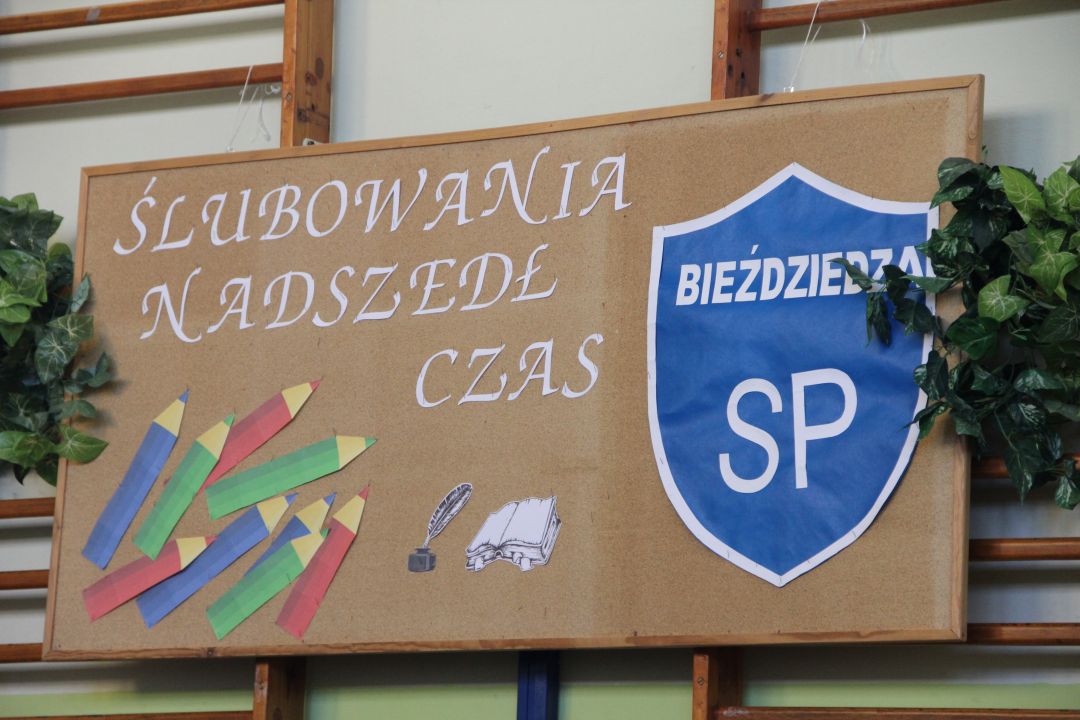 ŚLUBOWANIA
NADSZEDŁ
CZAS
BIEŹDZIEDZA
SP